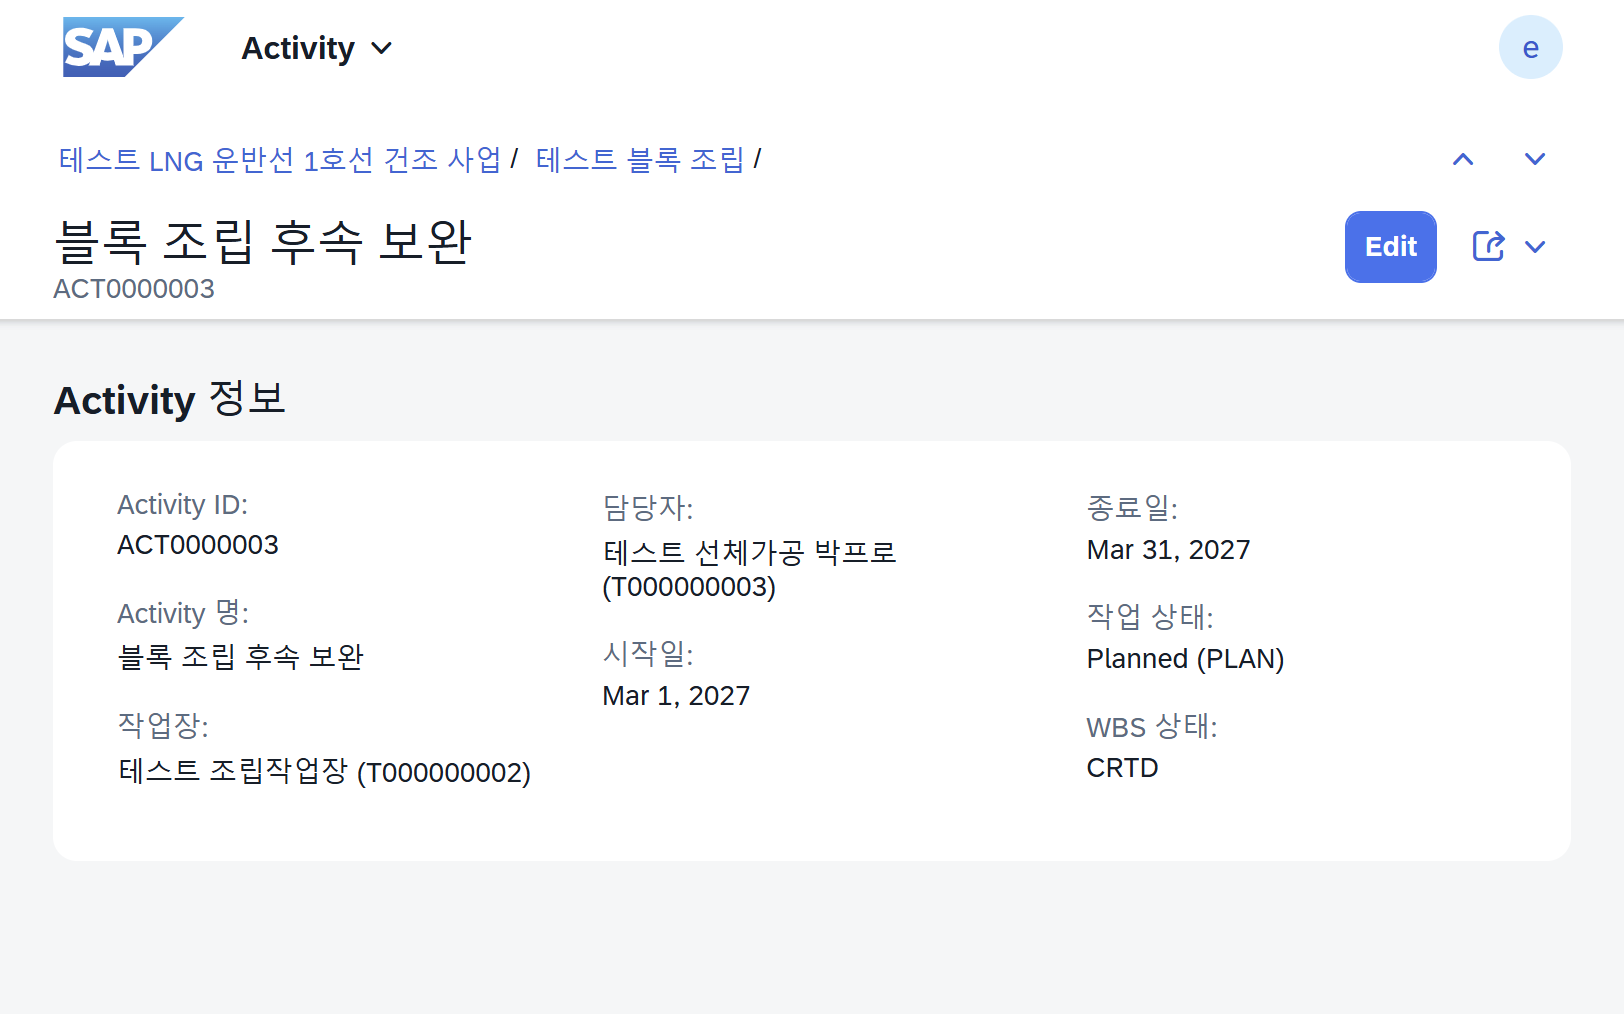 SAP
Activity
e
테스트 LNG 운반선 1호선 건조 사업 / 테스트 블록 조립 /
블록 조립 후속 보완
Edit
ACT0000003
Activity 정보
Activity ID:
ACT0000003
Activity 명:
블록 조립 후속 보완
작업장:
테스트 조립작업장 (T000000002)
담당자:
테스트 선체가공 박프로
(T000000003)
시작일:
Mar 1, 2027
종료일:
Mar 31, 2027
작업 상태:
Planned (PLAN)
WBS 상태:
CRTD